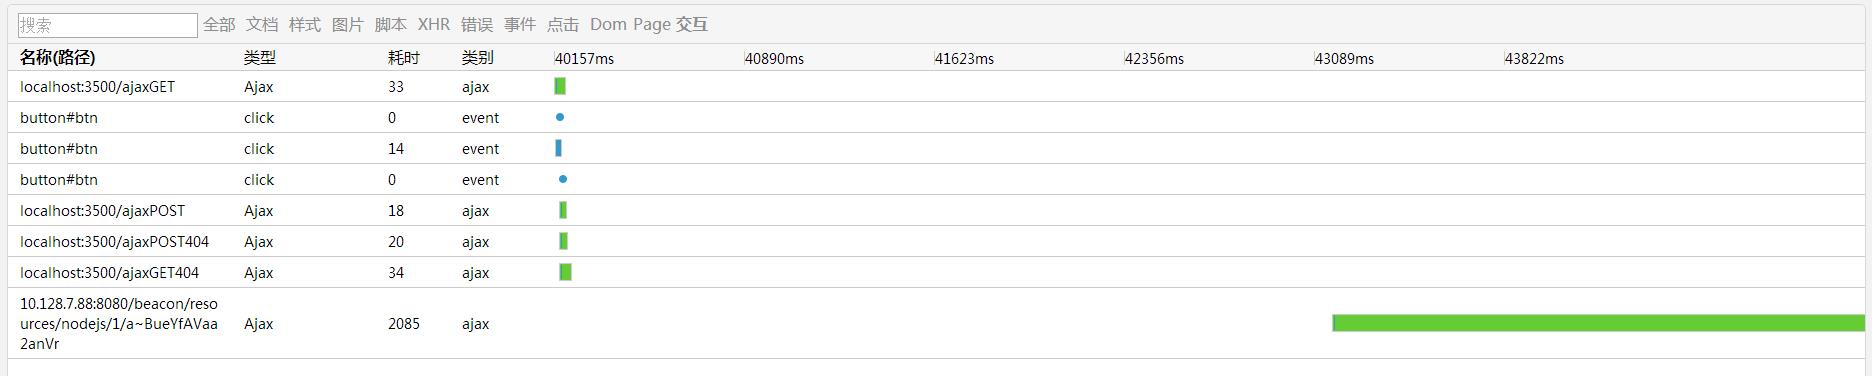 搜索 全部 文档 样式 图片 脚本 XHR 错误 事件 点击 Dom Page 交互
名称(路径) 类型 耗时 类别 40157ms 40890ms 41623ms 42356ms 43089ms 43822ms
localhost:3500/ajaxGET Ajax 33 ajax
button#btn click 0 event
button#btn click 14 event
button#btn click 0 event
localhost:3500/ajaxPOST Ajax 18 ajax
localhost:3500/ajaxPOST404 Ajax 20 ajax
localhost:3500/ajaxGET404 Ajax 34 ajax
10.128.7.88:8080/beacon/reso
urces/nodejs/1/a~BueYfAVaa Ajax 2085 ajax
2anVr